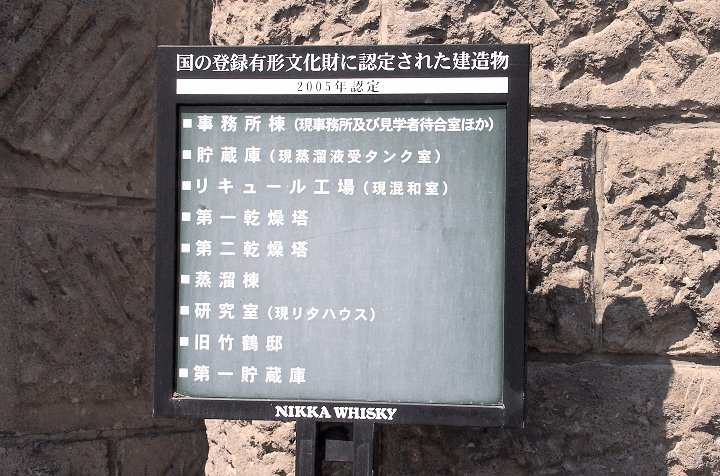 国の登録有形文化財に認定された建造物
2005年認定
■事務所棟(現事務所及び見学者待合室ほか)
■貯蔵庫(現蒸溜液受タンク室)
■リキュール工場(現混和室)
■第一乾燥塔
■第二乾燥塔
■蒸溜棟
■研究室(現リタハウス)
■旧竹鶴邸
■第一貯蔵庫
NIKKA WHISKY